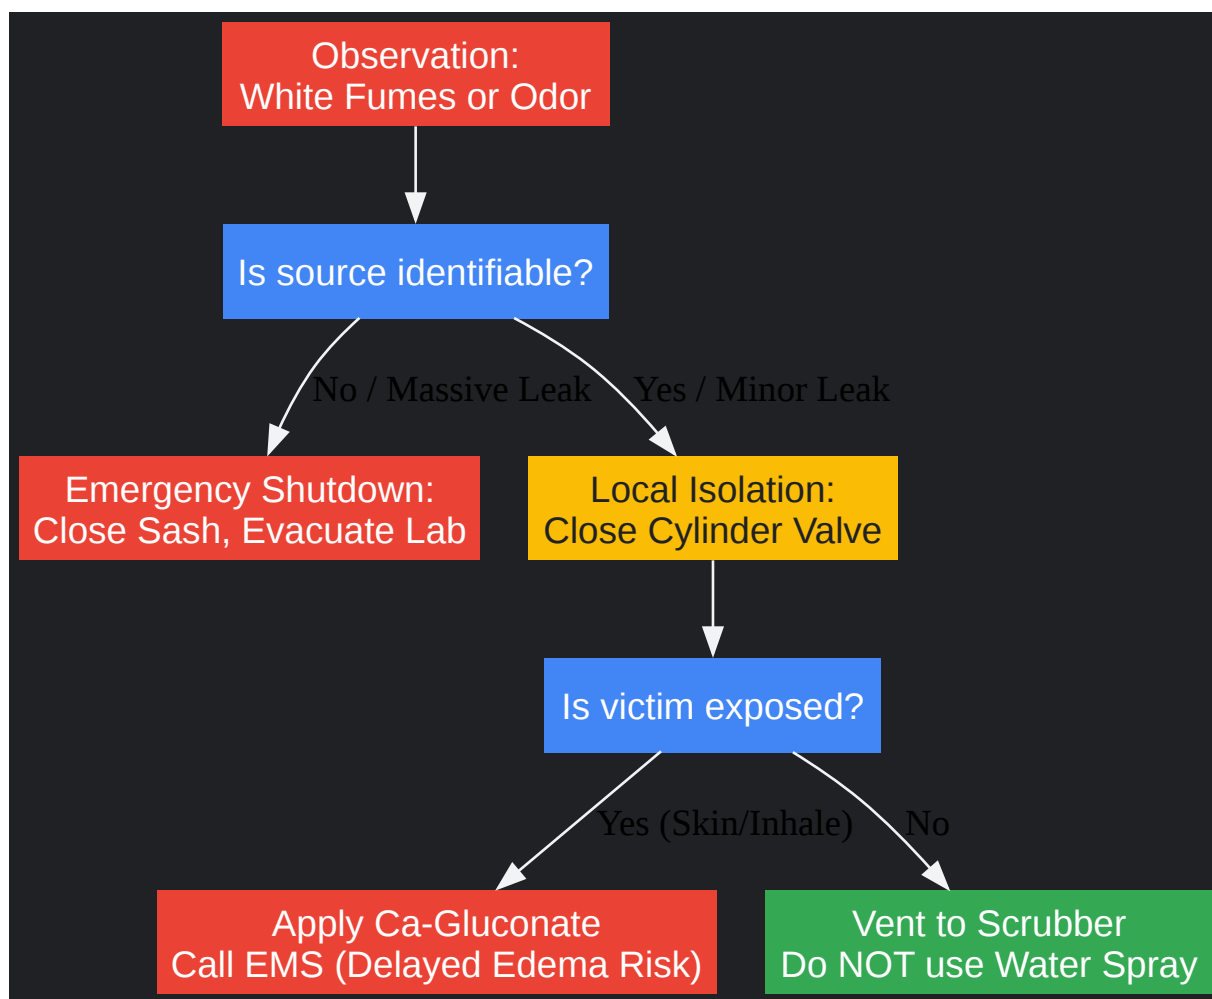 Observation:
White Fumes or Odor
Is source identifiable?
No / Massive Leak
Yes / Minor Leak
Emergency Shutdown:
Close Sash, Evacuate Lab
Local Isolation:
Close Cylinder Valve
Is victim exposed?
Yes (Skin/Inhale)
No
Apply Ca-Gluconate
Call EMS (Delayed Edema Risk)
Vent to Scrubber
Do NOT use Water Spray